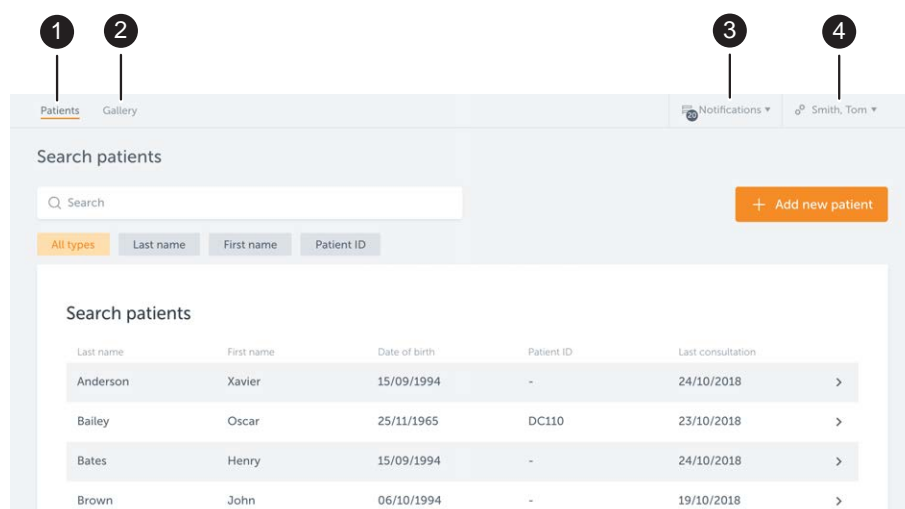 1 2 3 4
Patients Gallery 20 Notifications Smith, Tom
Search patients
Search + Add new patient
All types Last name First name Patient ID
Search patients
Last name First name Date of birth Patient ID Last consultation
Anderson Xavier 15/09/1994 - 24/10/2018 >
Bailey Oscar 25/11/1965 DC110 23/10/2018 >
Bates Henry 15/09/1994 - 24/10/2018 >
Brown John 06/10/1994 - 19/10/2018 >